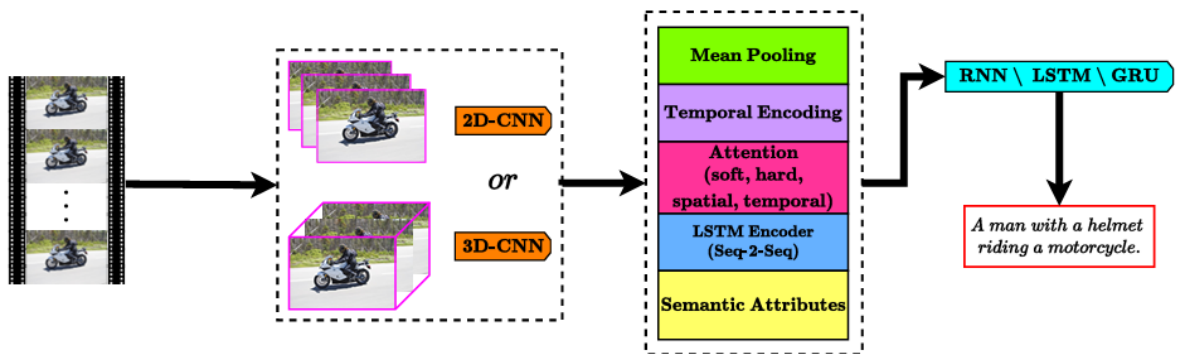 2D-CNN
or
3D-CNN
Mean Pooling
Temporal Encoding
Attention
(soft, hard,
spatial, temporal)
LSTM Encoder
(Seq-2-Seq)
Semantic Attributes
RNN \ LSTM \ GRU
A man with a helmet
riding a motorcycle.